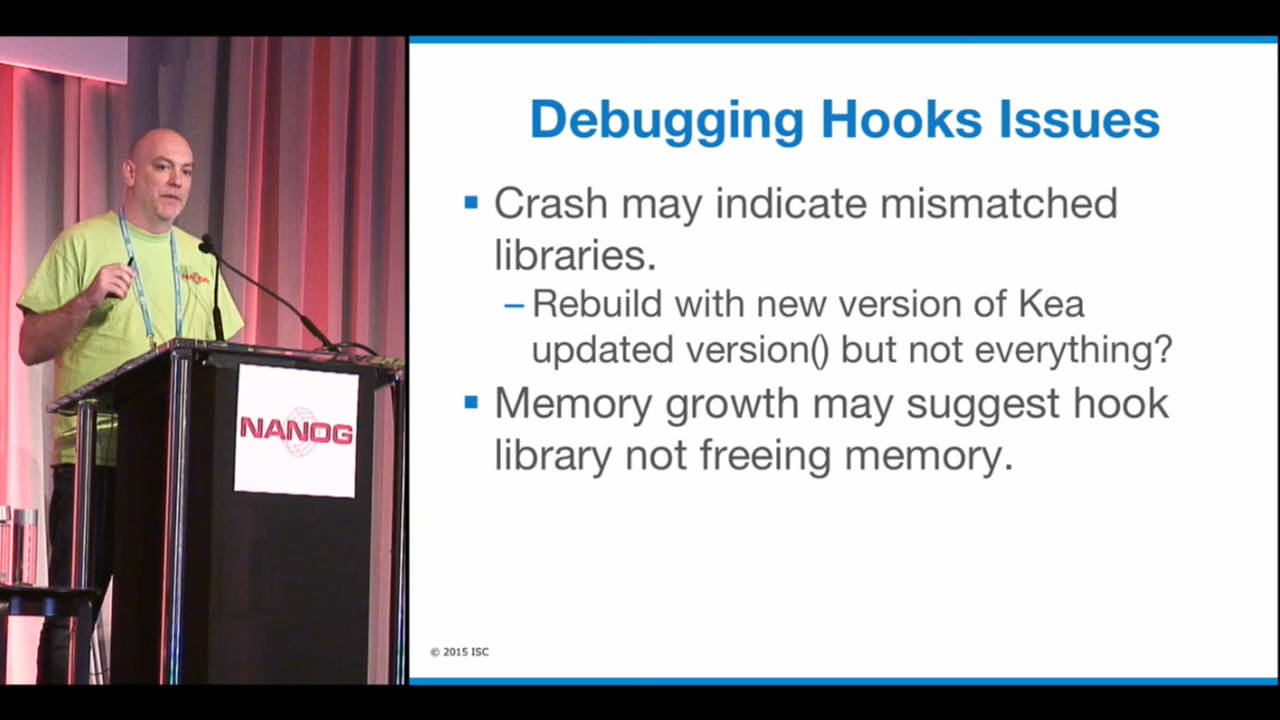 Debugging Hooks Issues
▪ Crash may indicate mismatched
libraries.
– Rebuild with new version of Kea
updated version() but not everything?
▪ Memory growth may suggest hook
library not freeing memory.
© 2015 ISC
NANOG